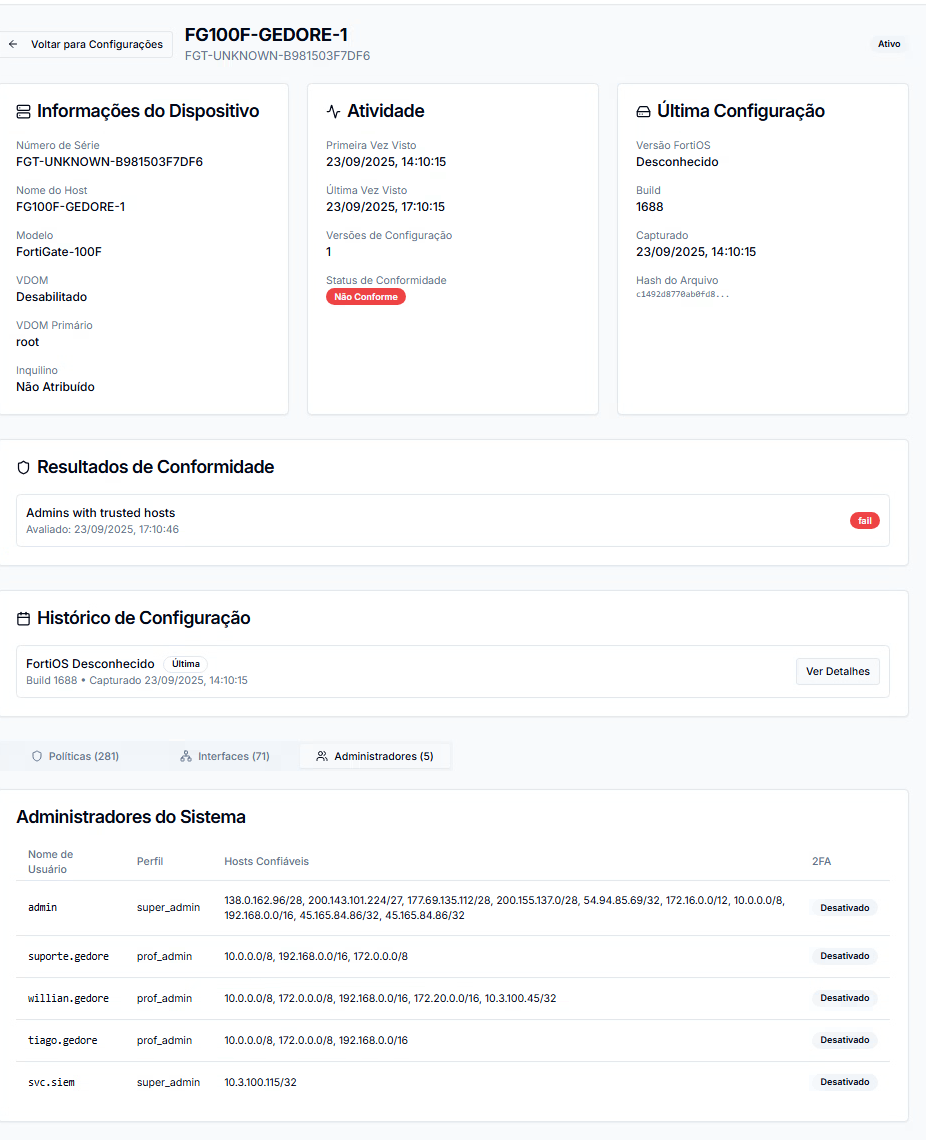 Voltar para Configurações
FG100F-GEDORE-1
FGT-UNKNOWN-B981503F7DF6
Ativo
Informações do Dispositivo
Número de Série
FGT-UNKNOWN-B981503F7DF6
Nome do Host
FG100F-GEDORE-1
Modelo
FortiGate-100F
VDOM
Desabilitado
VDOM Primário
root
Inquilino
Não Atribuído
Atividade
Primeira Vez Visto
23/09/2025, 14:10:15
Última Vez Visto
23/09/2025, 17:10:15
Versões de Configuração
1
Status de Conformidade
Não Conforme
Última Configuração
Versão FortiOS
Desconhecido
Build
1688
Capturado
23/09/2025, 14:10:15
Hash do Arquivo
c1492d8770ab0fd8...
Resultados de Conformidade
Admins with trusted hosts
Avaliado: 23/09/2025, 17:10:46
fail
Histórico de Configuração
FortiOS Desconhecido Última
Build 1688 • Capturado 23/09/2025, 14:10:15
Ver Detalhes
Políticas (281) Interfaces (71) Administradores (5)
Administradores do Sistema
Nome de
Usuário
Perfil
Hosts Confiáveis
2FA
admin
super_admin
138.0.162.96/28, 200.143.101.224/27, 177.69.135.112/28, 200.155.137.0/28, 54.94.85.69/32, 172.16.0.0/12, 10.0.0.0/8,
192.168.0.0/16, 45.165.84.86/32, 45.165.84.86/32
Desativado
suporte.gedore prof_admin 10.0.0.0/8, 192.168.0.0/16, 172.0.0.0/8 Desativado
willian.gedore prof_admin 10.0.0.0/8, 172.0.0.0/8, 192.168.0.0/16, 172.20.0.0/16, 10.3.100.45/32 Desativado
tiago.gedore prof_admin 10.0.0.0/8, 172.0.0.0/8, 192.168.0.0/16 Desativado
svc.siem super_admin 10.3.100.115/32 Desativado